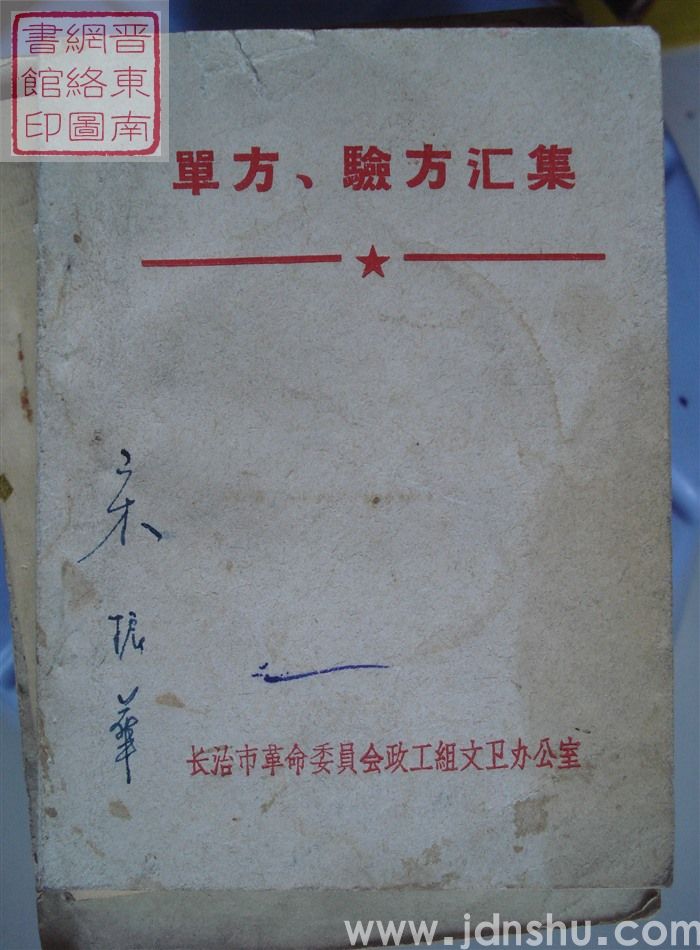 晋東南
網絡圖
書館印
單方、驗方汇集
宋振華
长治市革命委員会政工組文卫办公室
www.jdnshu.com